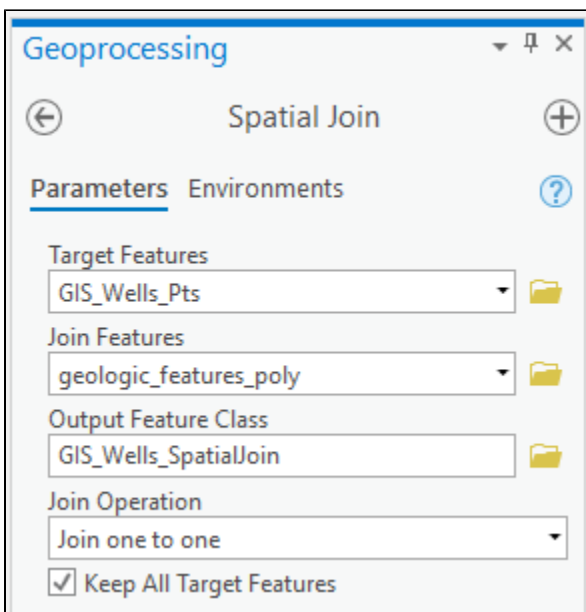 Geoprocessing
Spatial Join
Parameters Environments
Target Features
GIS_Wells_Pts
Join Features
geologic_features_poly
Output Feature Class
GIS_Wells_SpatialJoin
Join Operation
Join one to one
Keep All Target Features